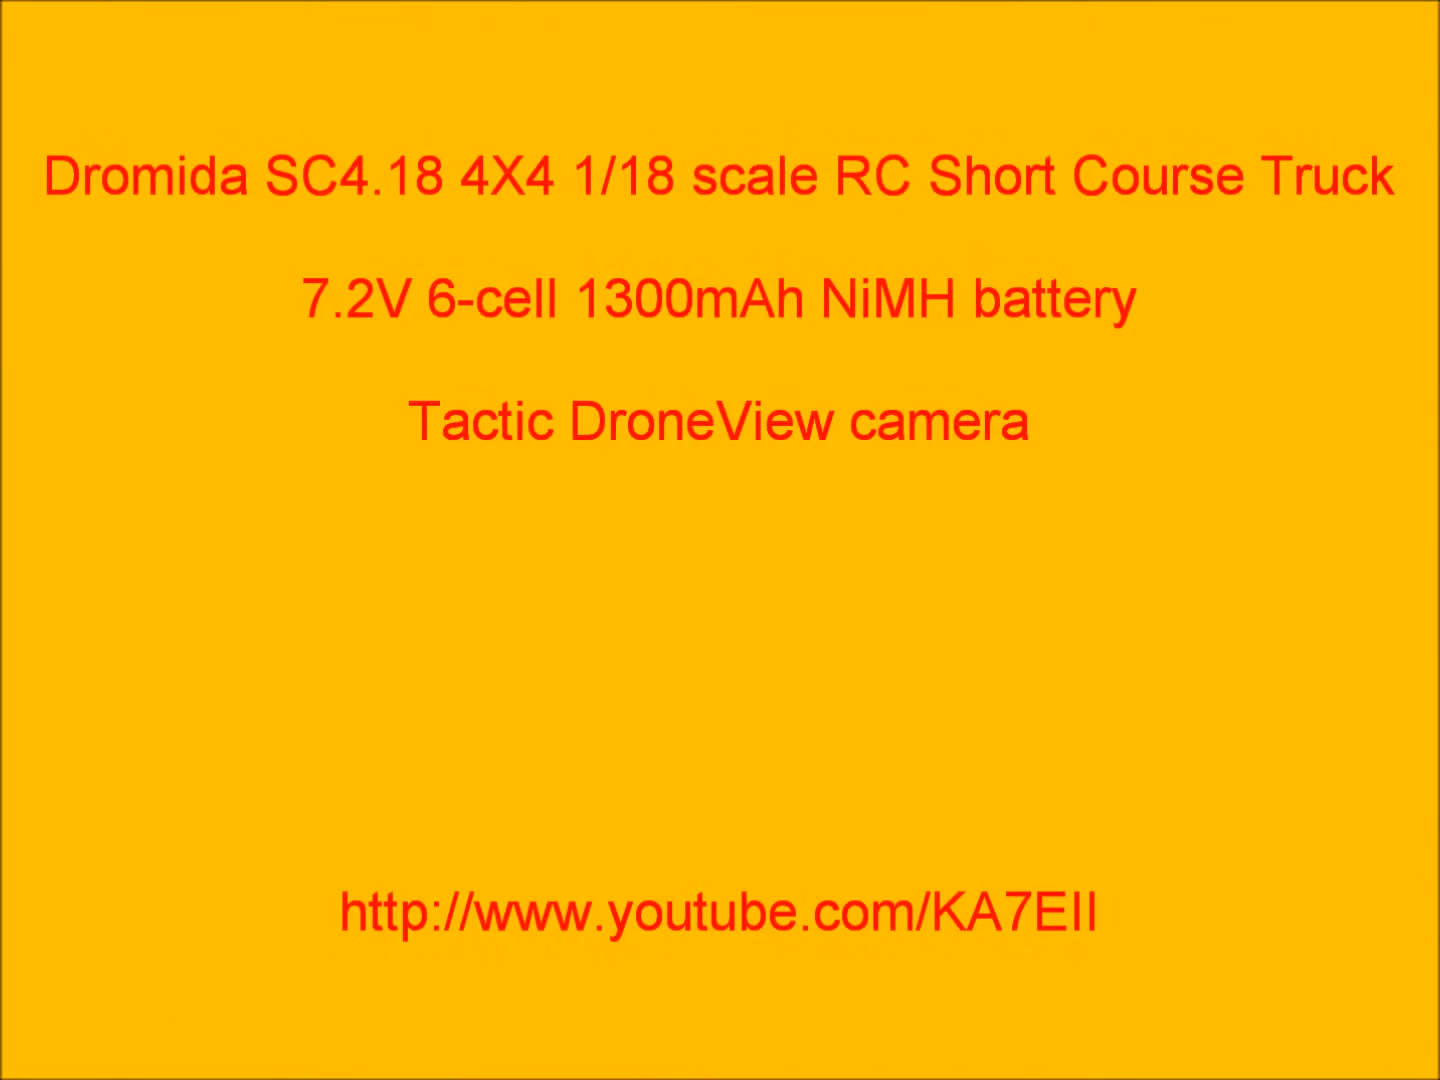 Dromida SC4.18 4X4 1/18 scale RC Short Course Truck
7.2V 6-cell 1300mAh NiMH battery
Tactic DroneView camera
http://www.youtube.com/KA7EII